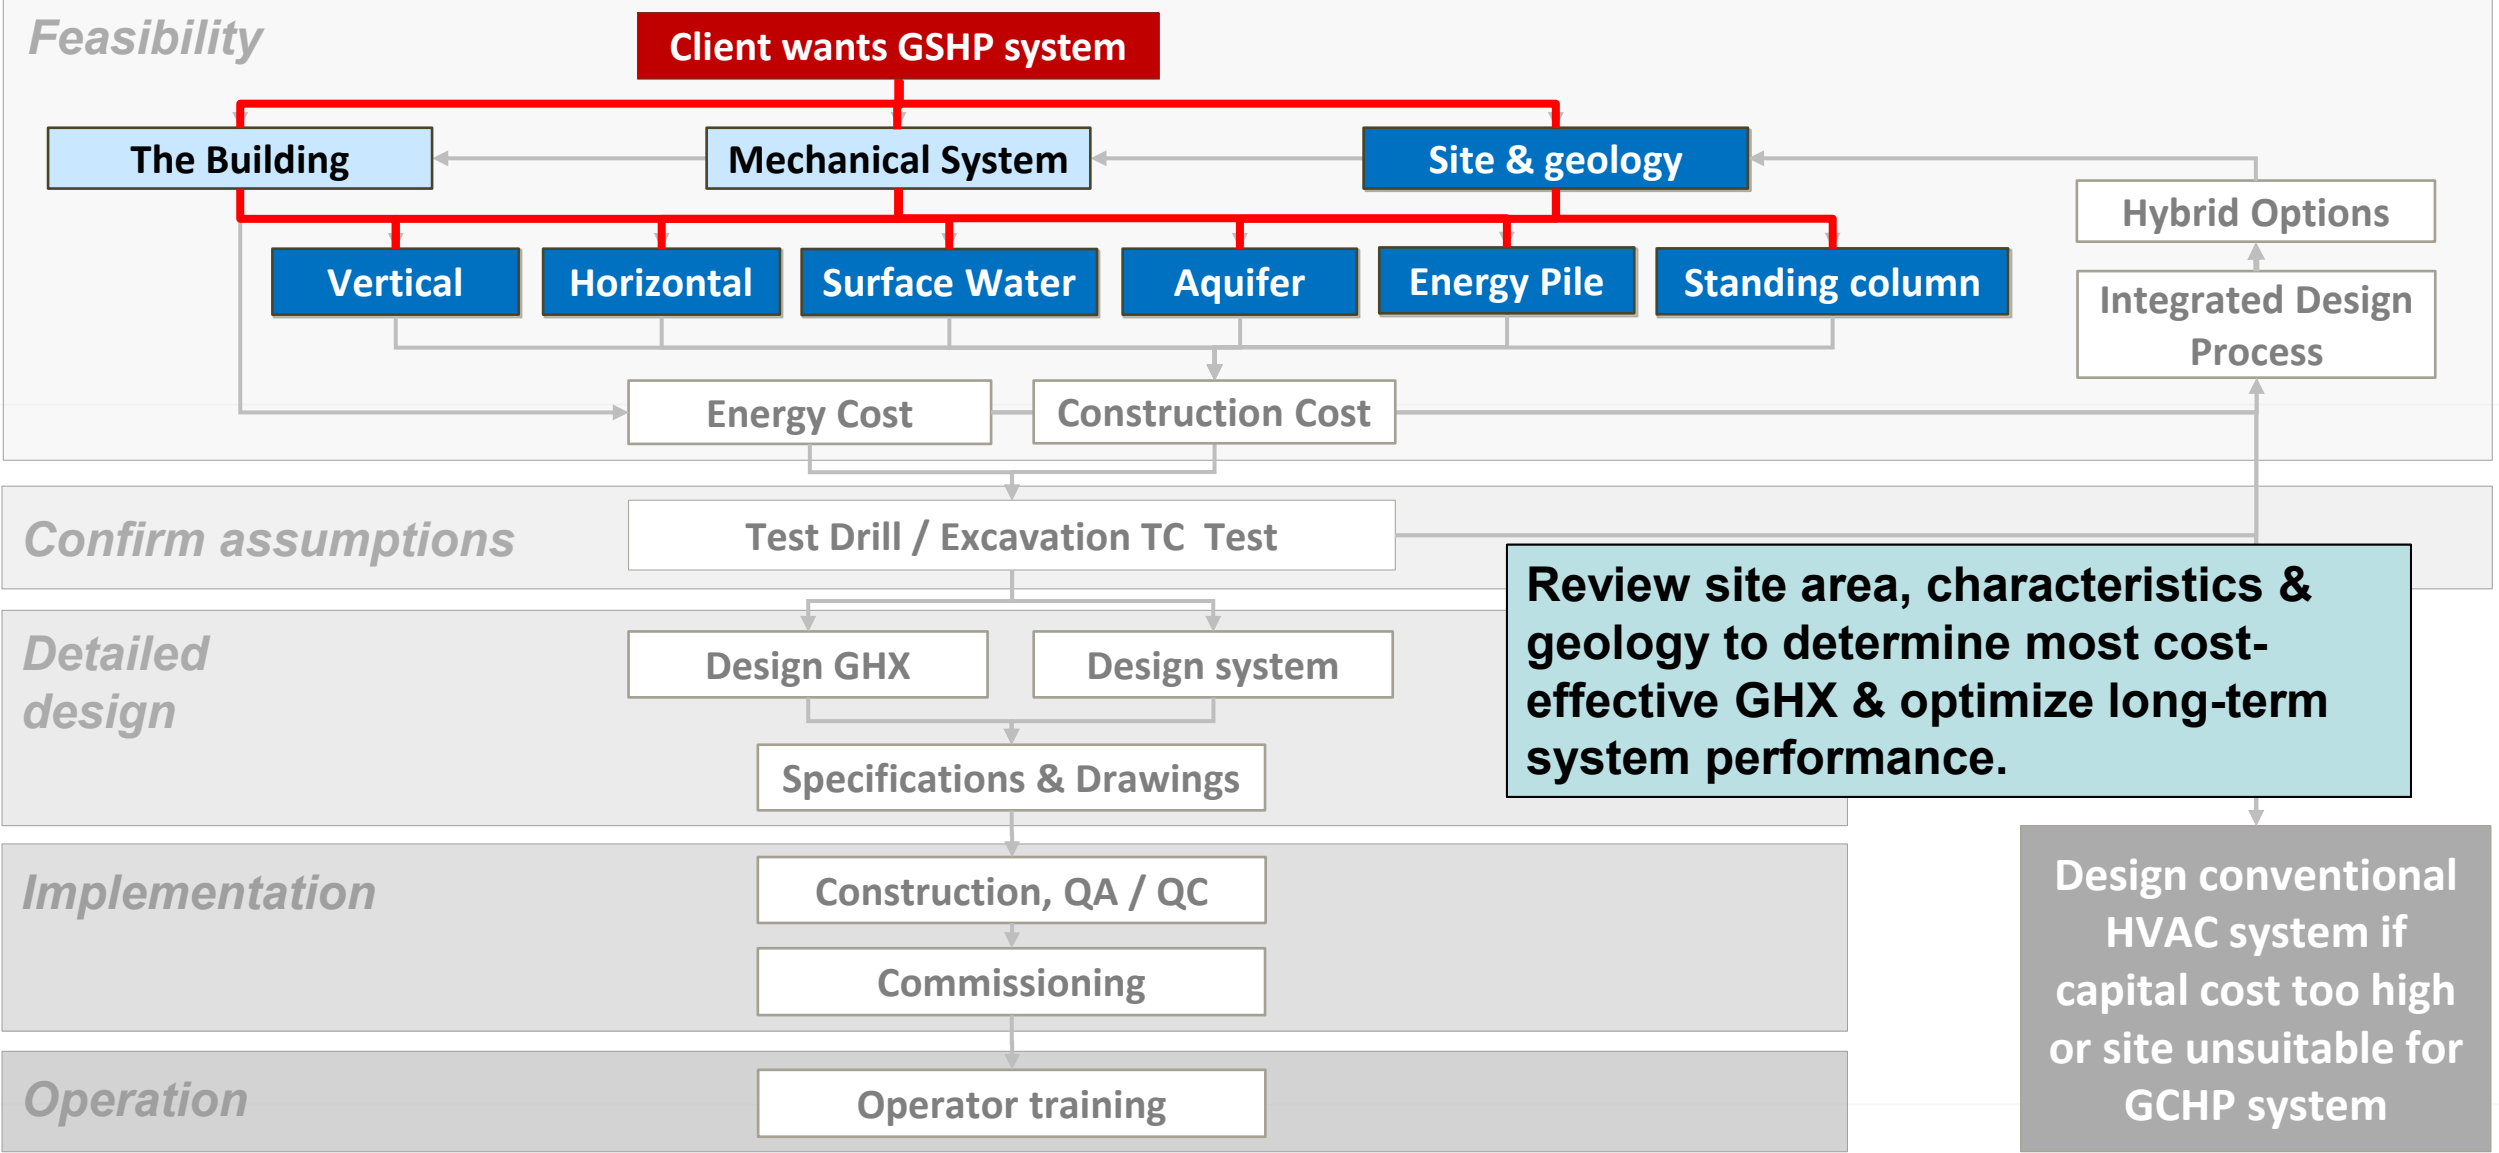 Feasibility
Client wants GSHP system
The Building
Mechanical System
Site & geology
Hybrid Options
Vertical
Horizontal
Surface Water
Aquifer
Energy Pile
Standing column
Integrated Design
Process
Energy Cost
Construction Cost
Confirm assumptions
Test Drill / Excavation TC  Test
Review site area, characteristics &
geology to determine most cost-
effective GHX & optimize long-term
system performance.
Detailed
design
Design GHX
Design system
Specifications & Drawings
Implementation
Construction, QA / QC
Commissioning
Design conventional
HVAC system if
capital cost too high
or site unsuitable for
GCHP system
Operation
Operator training